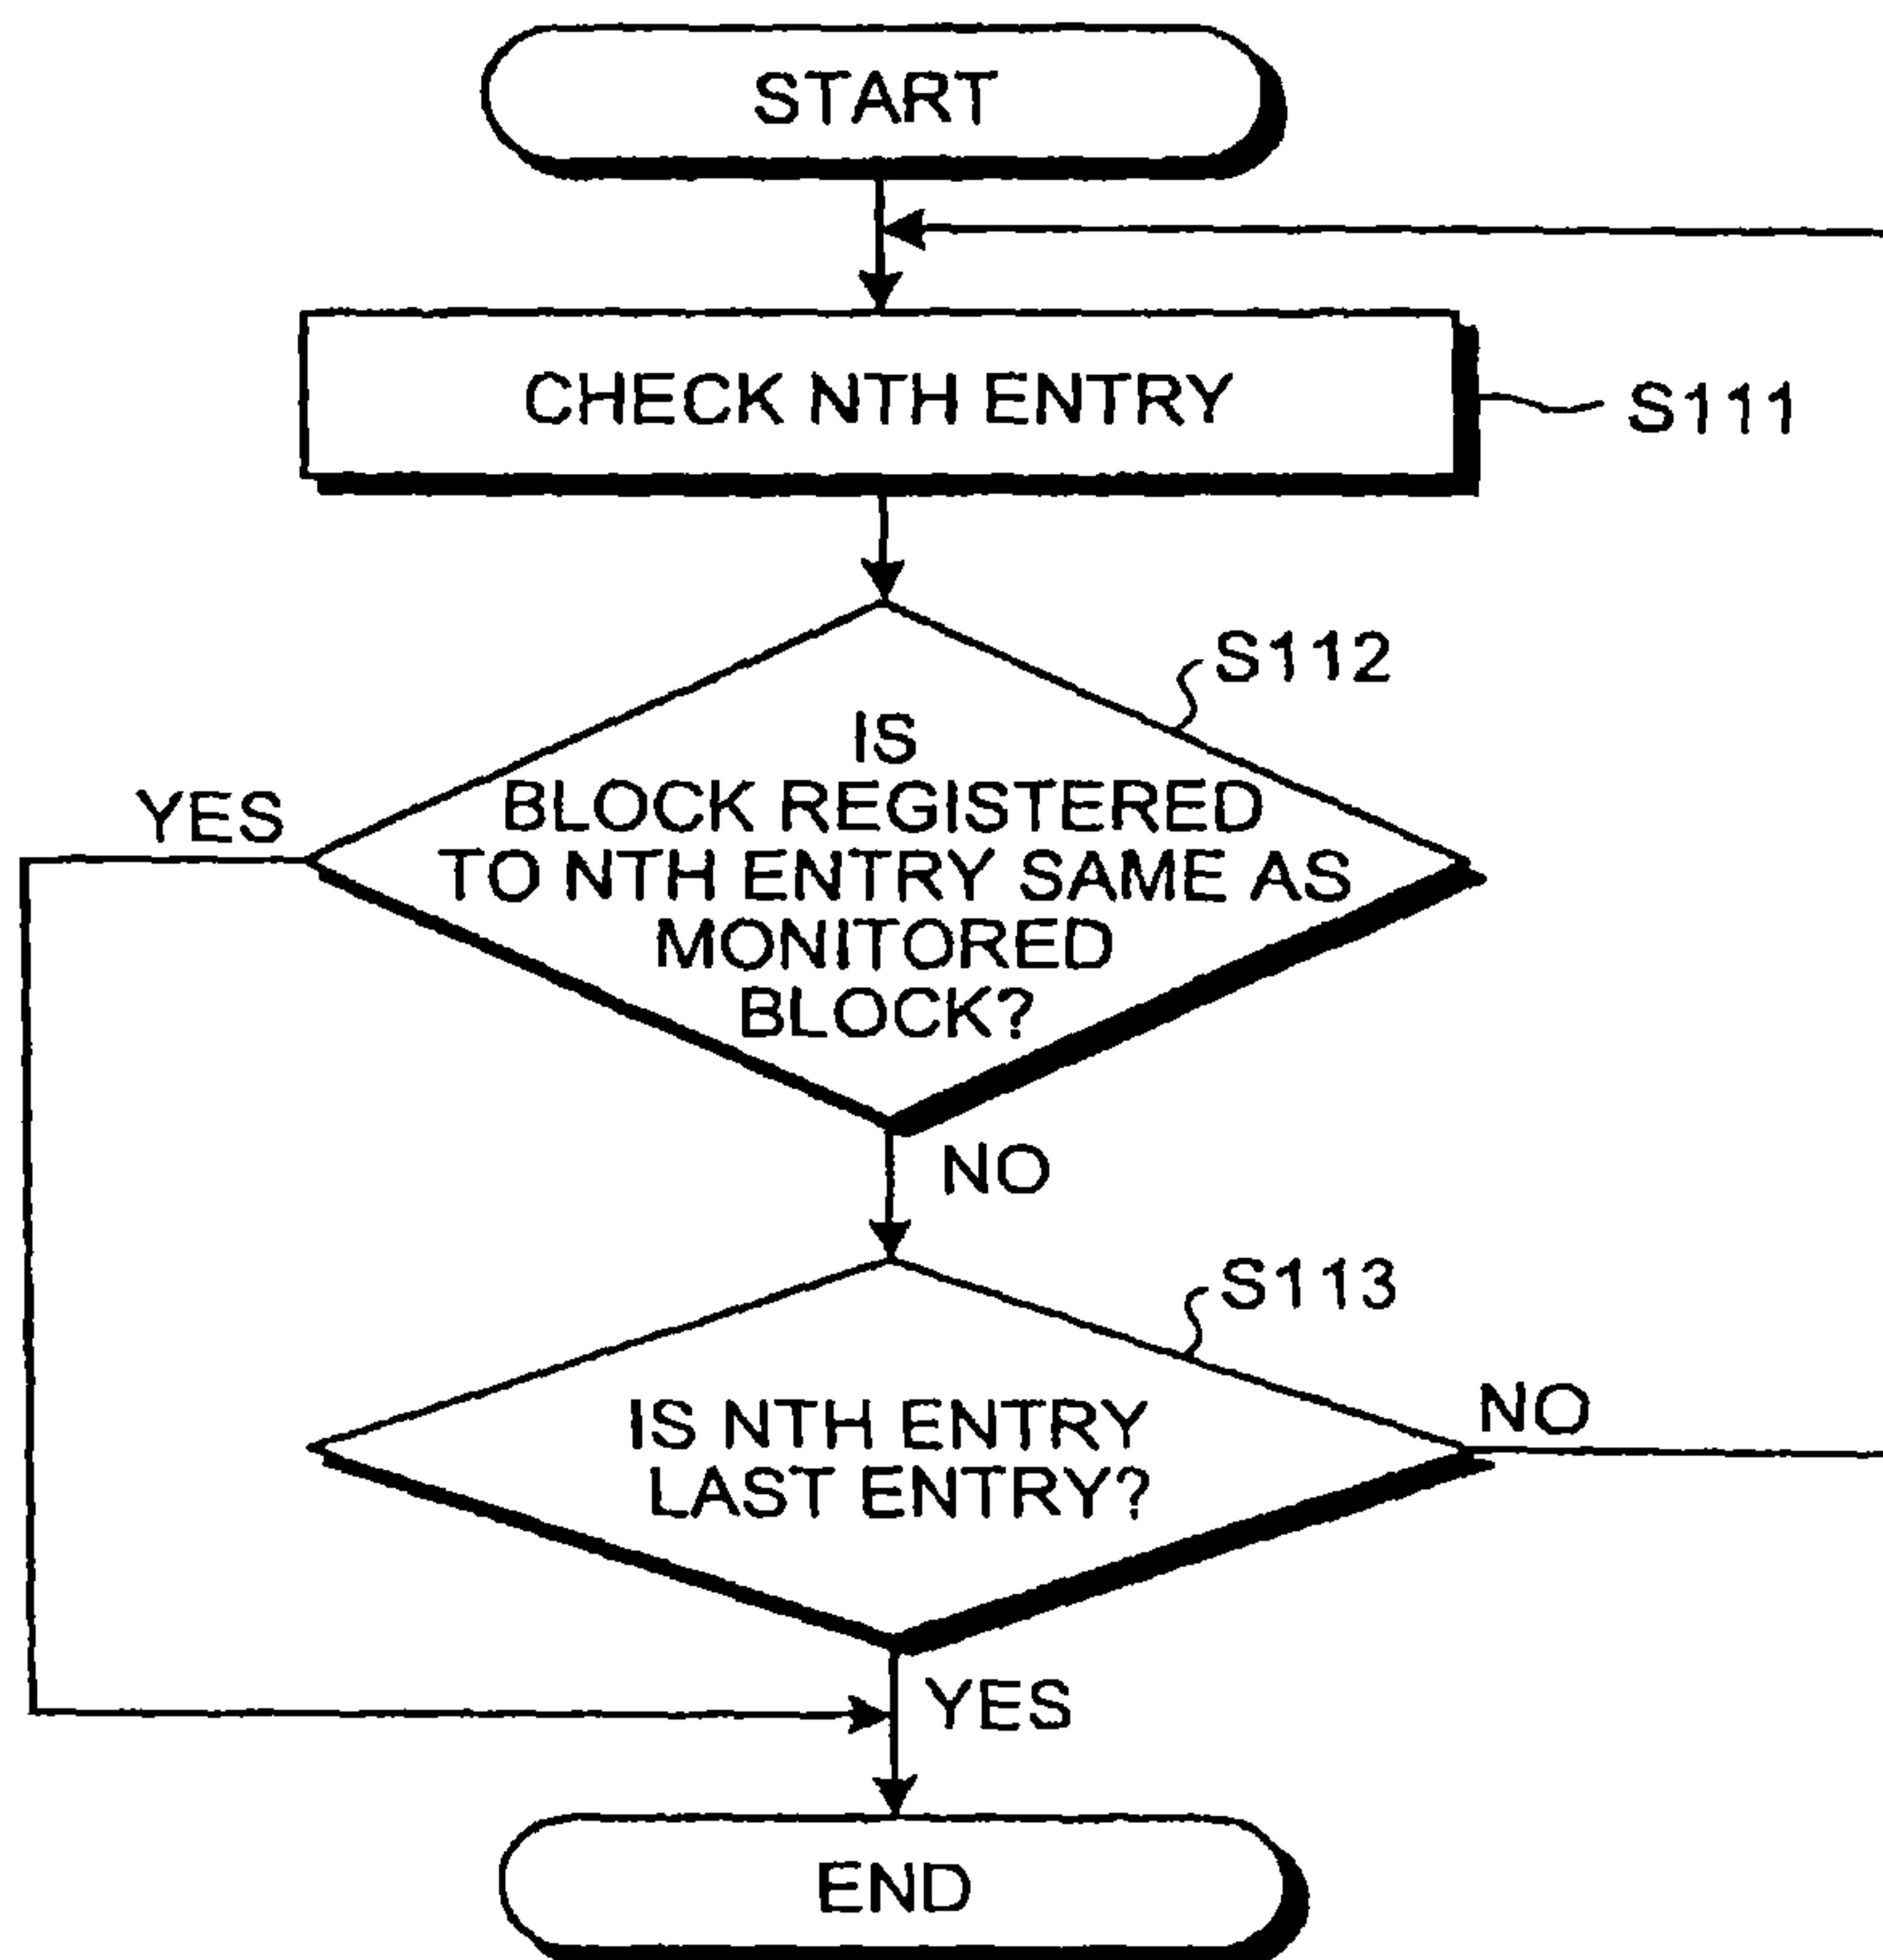 START
CHECK NTH ENTRY
S111
S112
IS
BLOCK REGISTERED
TO NTH ENTRY SAME AS
MONITORED
BLOCK?
YES
NO
S113
IS NTH ENTRY
LAST ENTRY?
NO
YES
END